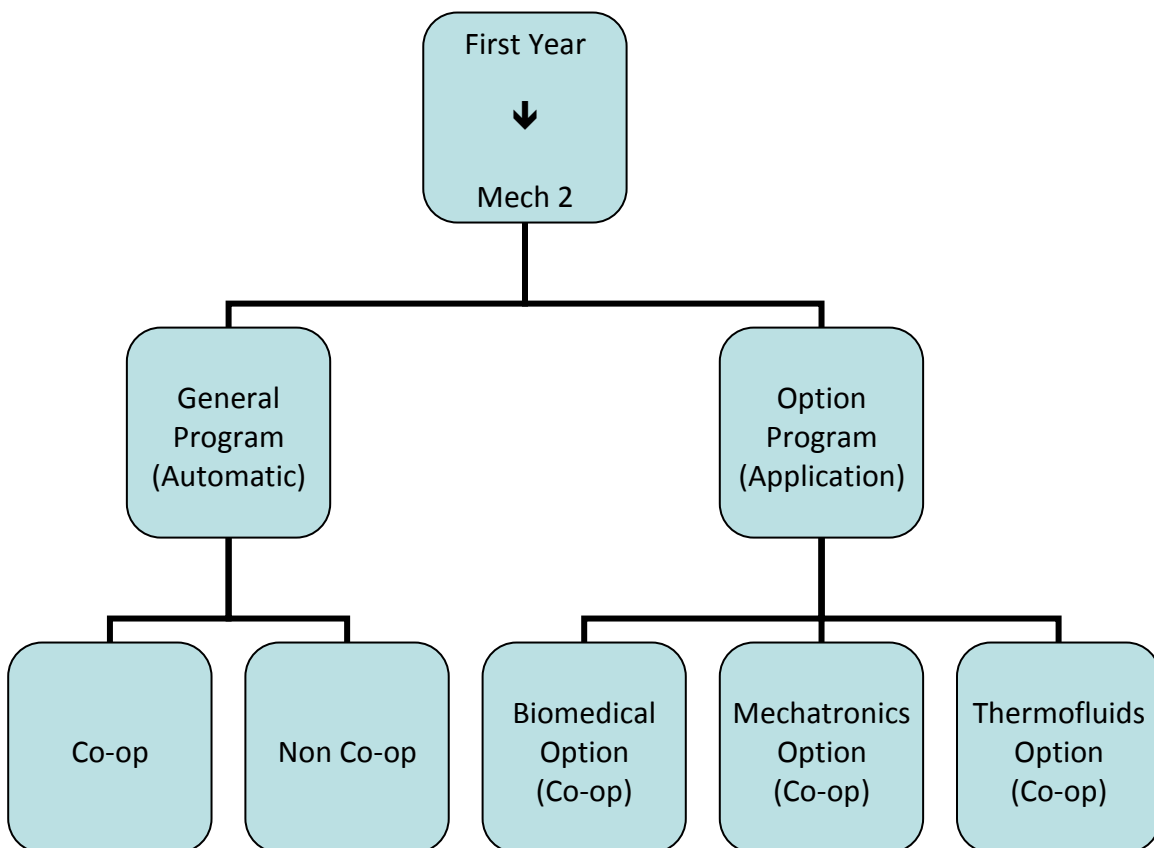 First Year
🡻
Mech 2
General
Program
(Automatic)
Option
Program
(Application)
Co-op
Non Co-op
Biomedical
Option
(Co-op)
Mechatronics
Option
(Co-op)
Thermofluids
Option
(Co-op)